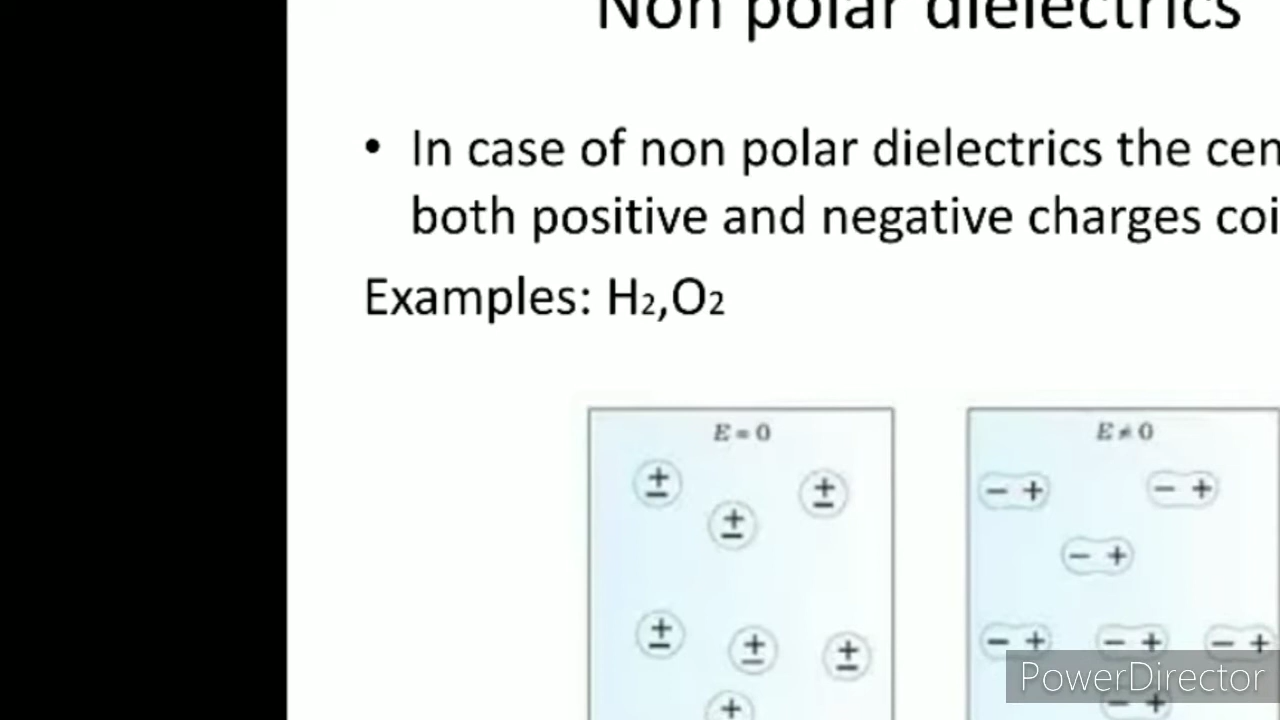 Non polar dielectrics
• In case of non polar dielectrics the cen
both positive and negative charges coi
Examples: H₂,O₂
E = 0
E ≠ 0
+
−
+
−
+
−
− +
− +
− +
+
−
+
−
+
−
− +
− +
− +
+
− +
PowerDirector